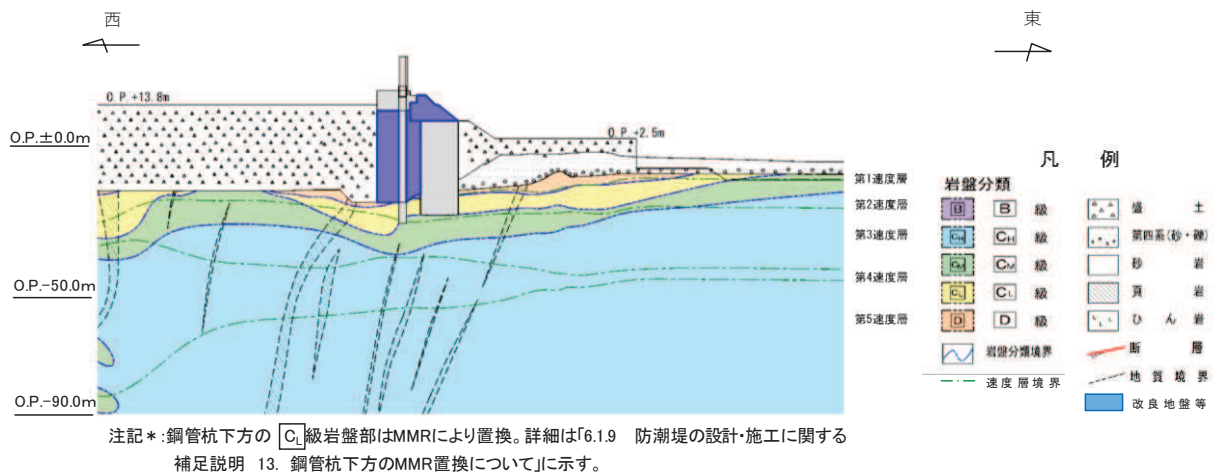 西
東
O.P.+13.8m
O.P.±0.0m
O.P.+2.5m
第1速度層
第2速度層
第3速度層
第4速度層
第5速度層
O.P.-50.0m
O.P.-90.0m
凡 例
岩盤分類
B B 級
CH CH 級
CM CM 級
CL CL 級
D D 級
岩盤分類境界
速度層境界
盛 土
第四系(砂・礫)
砂 岩
頁 岩
ひ ん 岩
断 層
地 質 境 界
改 良 地 盤 等
注記*:鋼管杭下方の CL 級岩盤部はMMRにより置換。詳細は「6.1.9 防潮堤の設計・施工に関する
補足説明 13. 鋼管杭下方のMMR置換について」に示す。